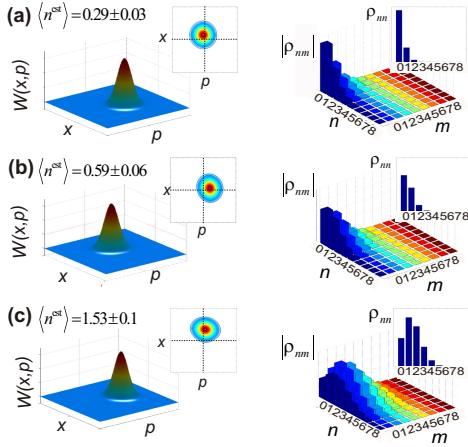 (a) ⟨n^est⟩=0.29±0.03
x
p
W(x,p)
x
p
ρ_nn
012345678
|ρ_nm|
012345678
012345678
n
m
(b) ⟨n^est⟩=0.59±0.06
x
p
W(x,p)
x
p
ρ_nn
012345678
|ρ_nm|
012345678
012345678
n
m
(c) ⟨n^est⟩=1.53±0.1
x
p
W(x,p)
x
p
ρ_nn
012345678
|ρ_nm|
012345678
012345678
n
m